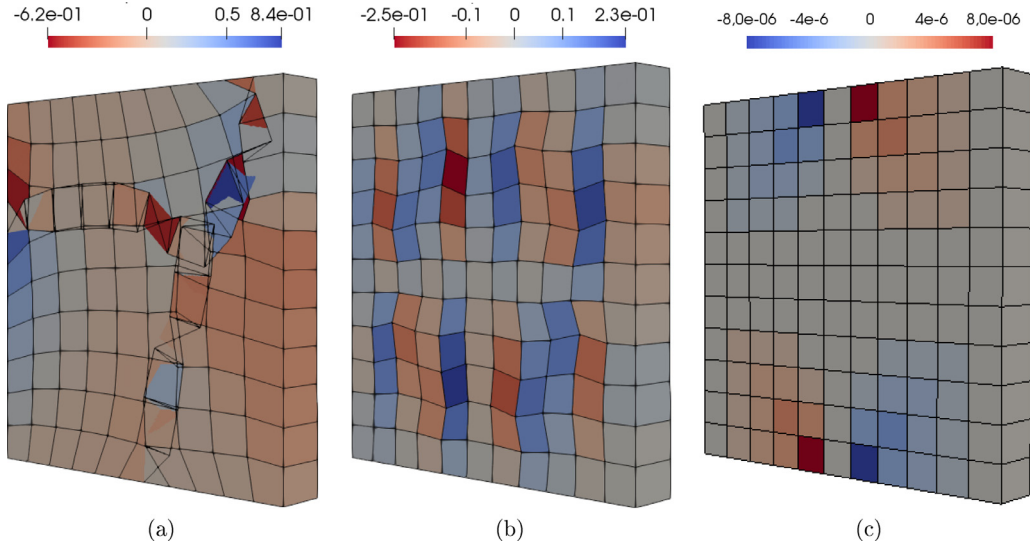 -6.2e-01 0 0.5 8.4e-01
-2.5e-01 -0.1 0 0.1 2.3e-01
-8.0e-06 -4e-6 0 4e-6 8.0e-06
(a)
(b)
(c)